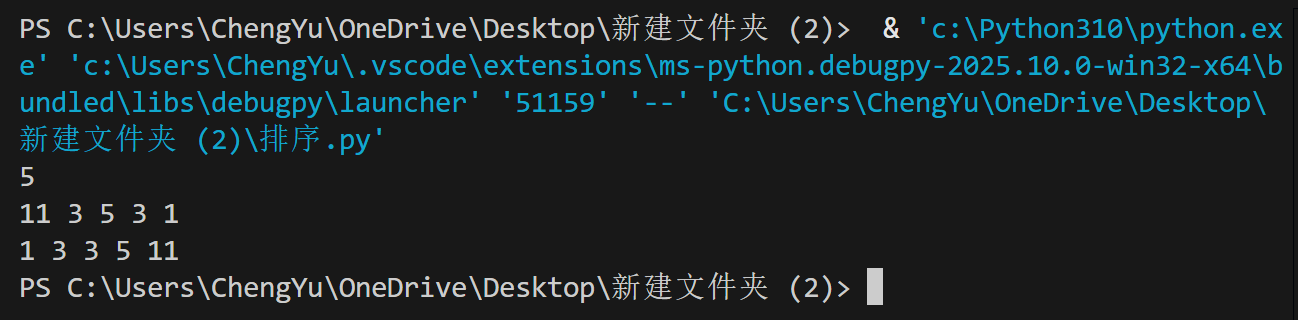 PS C:\Users\ChengYu\OneDrive\Desktop\新建文件夹 (2)>  & 'c:\Python310\python.ex
e' 'c:\Users\ChengYu\.vscode\extensions\ms-python.debugpy-2025.10.0-win32-x64\b
undled\libs\debugpy\launcher' '51159' '--' 'C:\Users\ChengYu\OneDrive\Desktop\
新建文件夹 (2)\排序.py'
5
11 3 5 3 1
1 3 3 5 11
PS C:\Users\ChengYu\OneDrive\Desktop\新建文件夹 (2)>